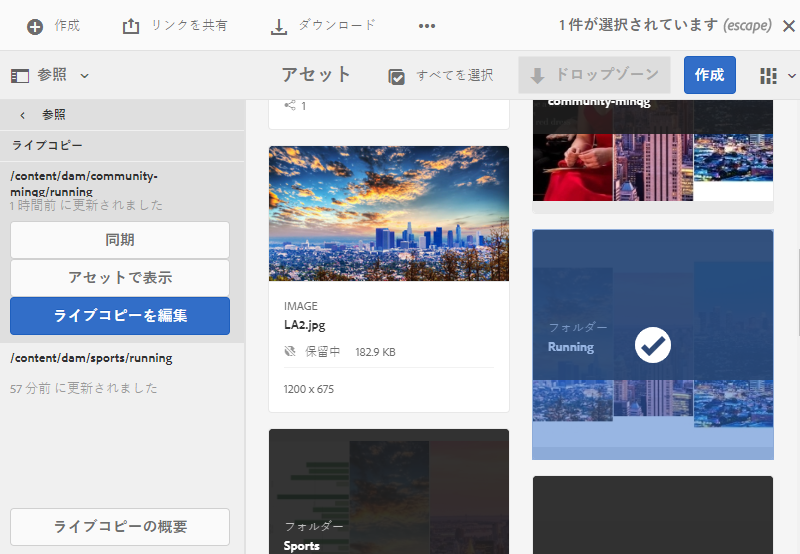 作成
リンクを共有
ダウンロード
1 件が選択されています (escape)
参照
アセット
すべてを選択
ドロップゾーン
作成
参照
ライブコピー
/content/dam/community-
minqg/running
1 時間前 に更新されました
同期
アセットで表示
ライブコピーを編集
/content/dam/sports/running
57 分前 に更新されました
ライブコピーの概要
1
IMAGE
LA2.jpg
保留中
182.9 KB
1200 x 675
フォルダー
Sports
community-minqg
フォルダー
Running